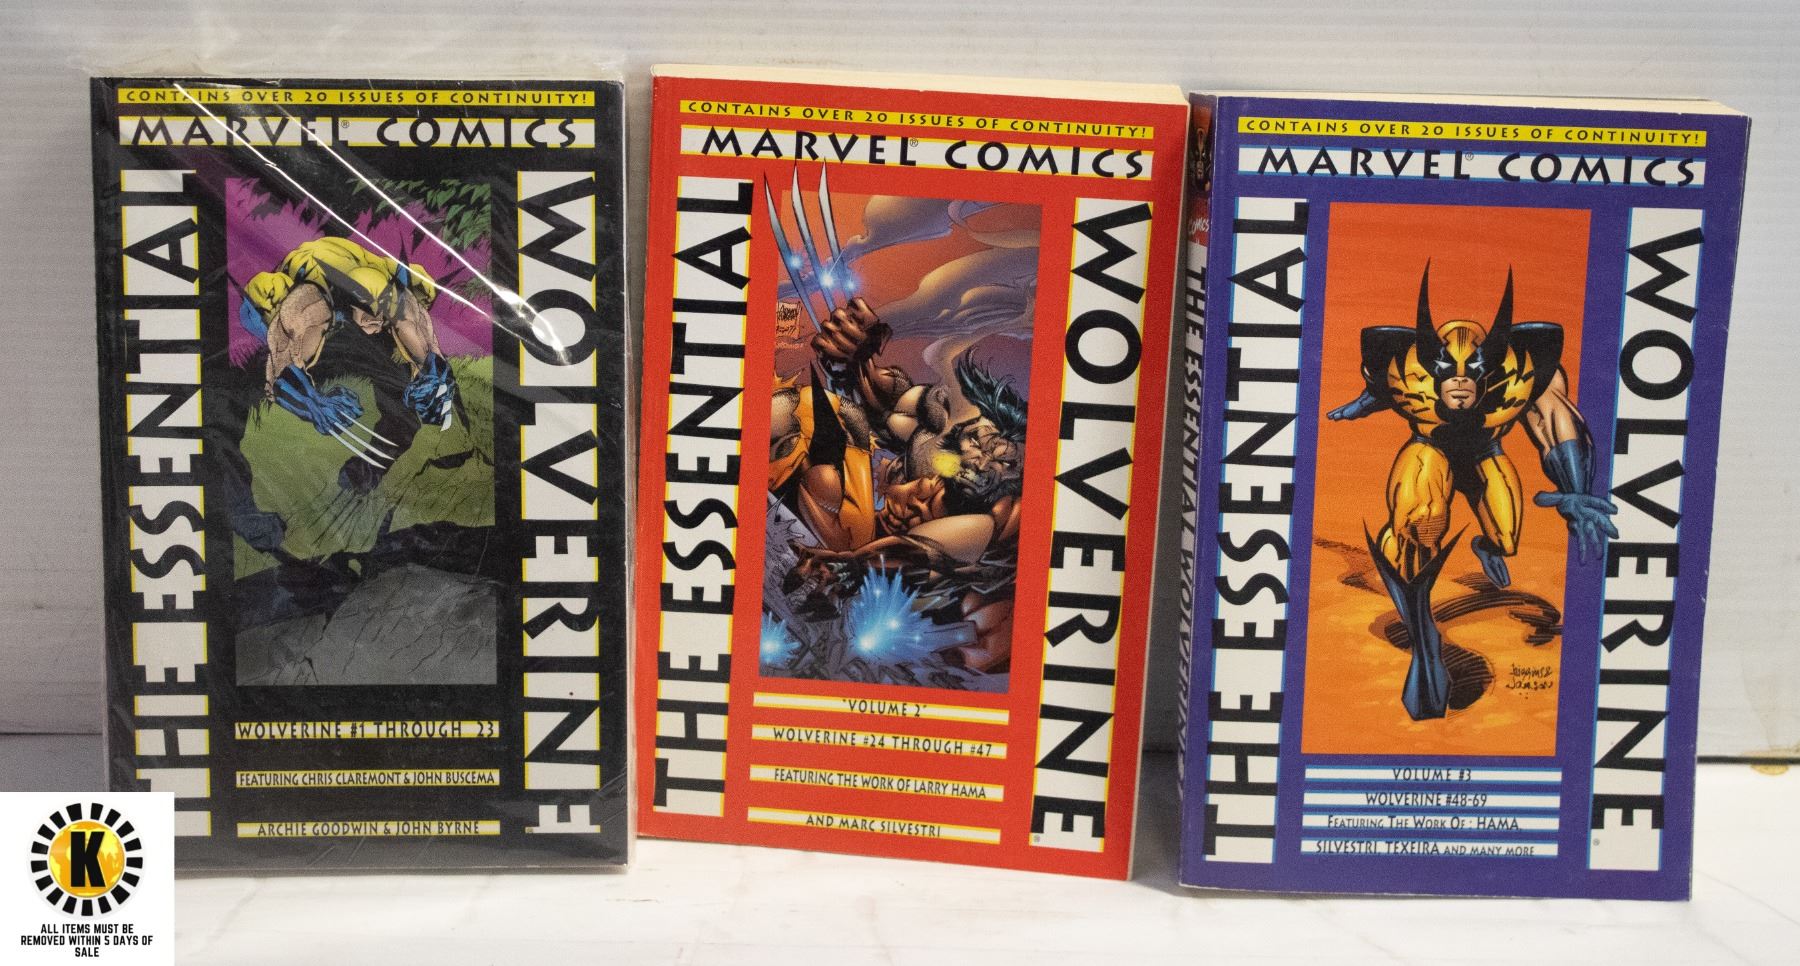 CONTAINS OVER 20 ISSUES OF CONTINUITY!
MARVEL® COMICS
THE ESSENTIAL
WOLVERINE
WOLVERINE #1 THROUGH 23
FEATURING CHRIS CLAREMONT & JOHN BUSCEMA
ARCHIE GOODWIN & JOHN BYRNE
CONTAINS OVER 20 ISSUES OF CONTINUITY!
MARVEL® COMICS
THE ESSENTIAL
WOLVERINE
"VOLUME 2"
WOLVERINE #24 THROUGH #47
FEATURING THE WORK OF LARRY HAMA
AND MARC SILVESTRI
COMICS
THE ESSENTIAL WOLVERINE
CONTAINS OVER 20 ISSUES OF CONTINUITY!
MARVEL® COMICS
THE ESSENTIAL
WOLVERINE
VOLUME #3
WOLVERINE #48-69
FEATURING THE WORK OF: HAMA,
SILVESTRI, TEXEIRA AND MANY MORE
K
ALL ITEMS MUST BE
REMOVED WITHIN 5 DAYS OF
SALE